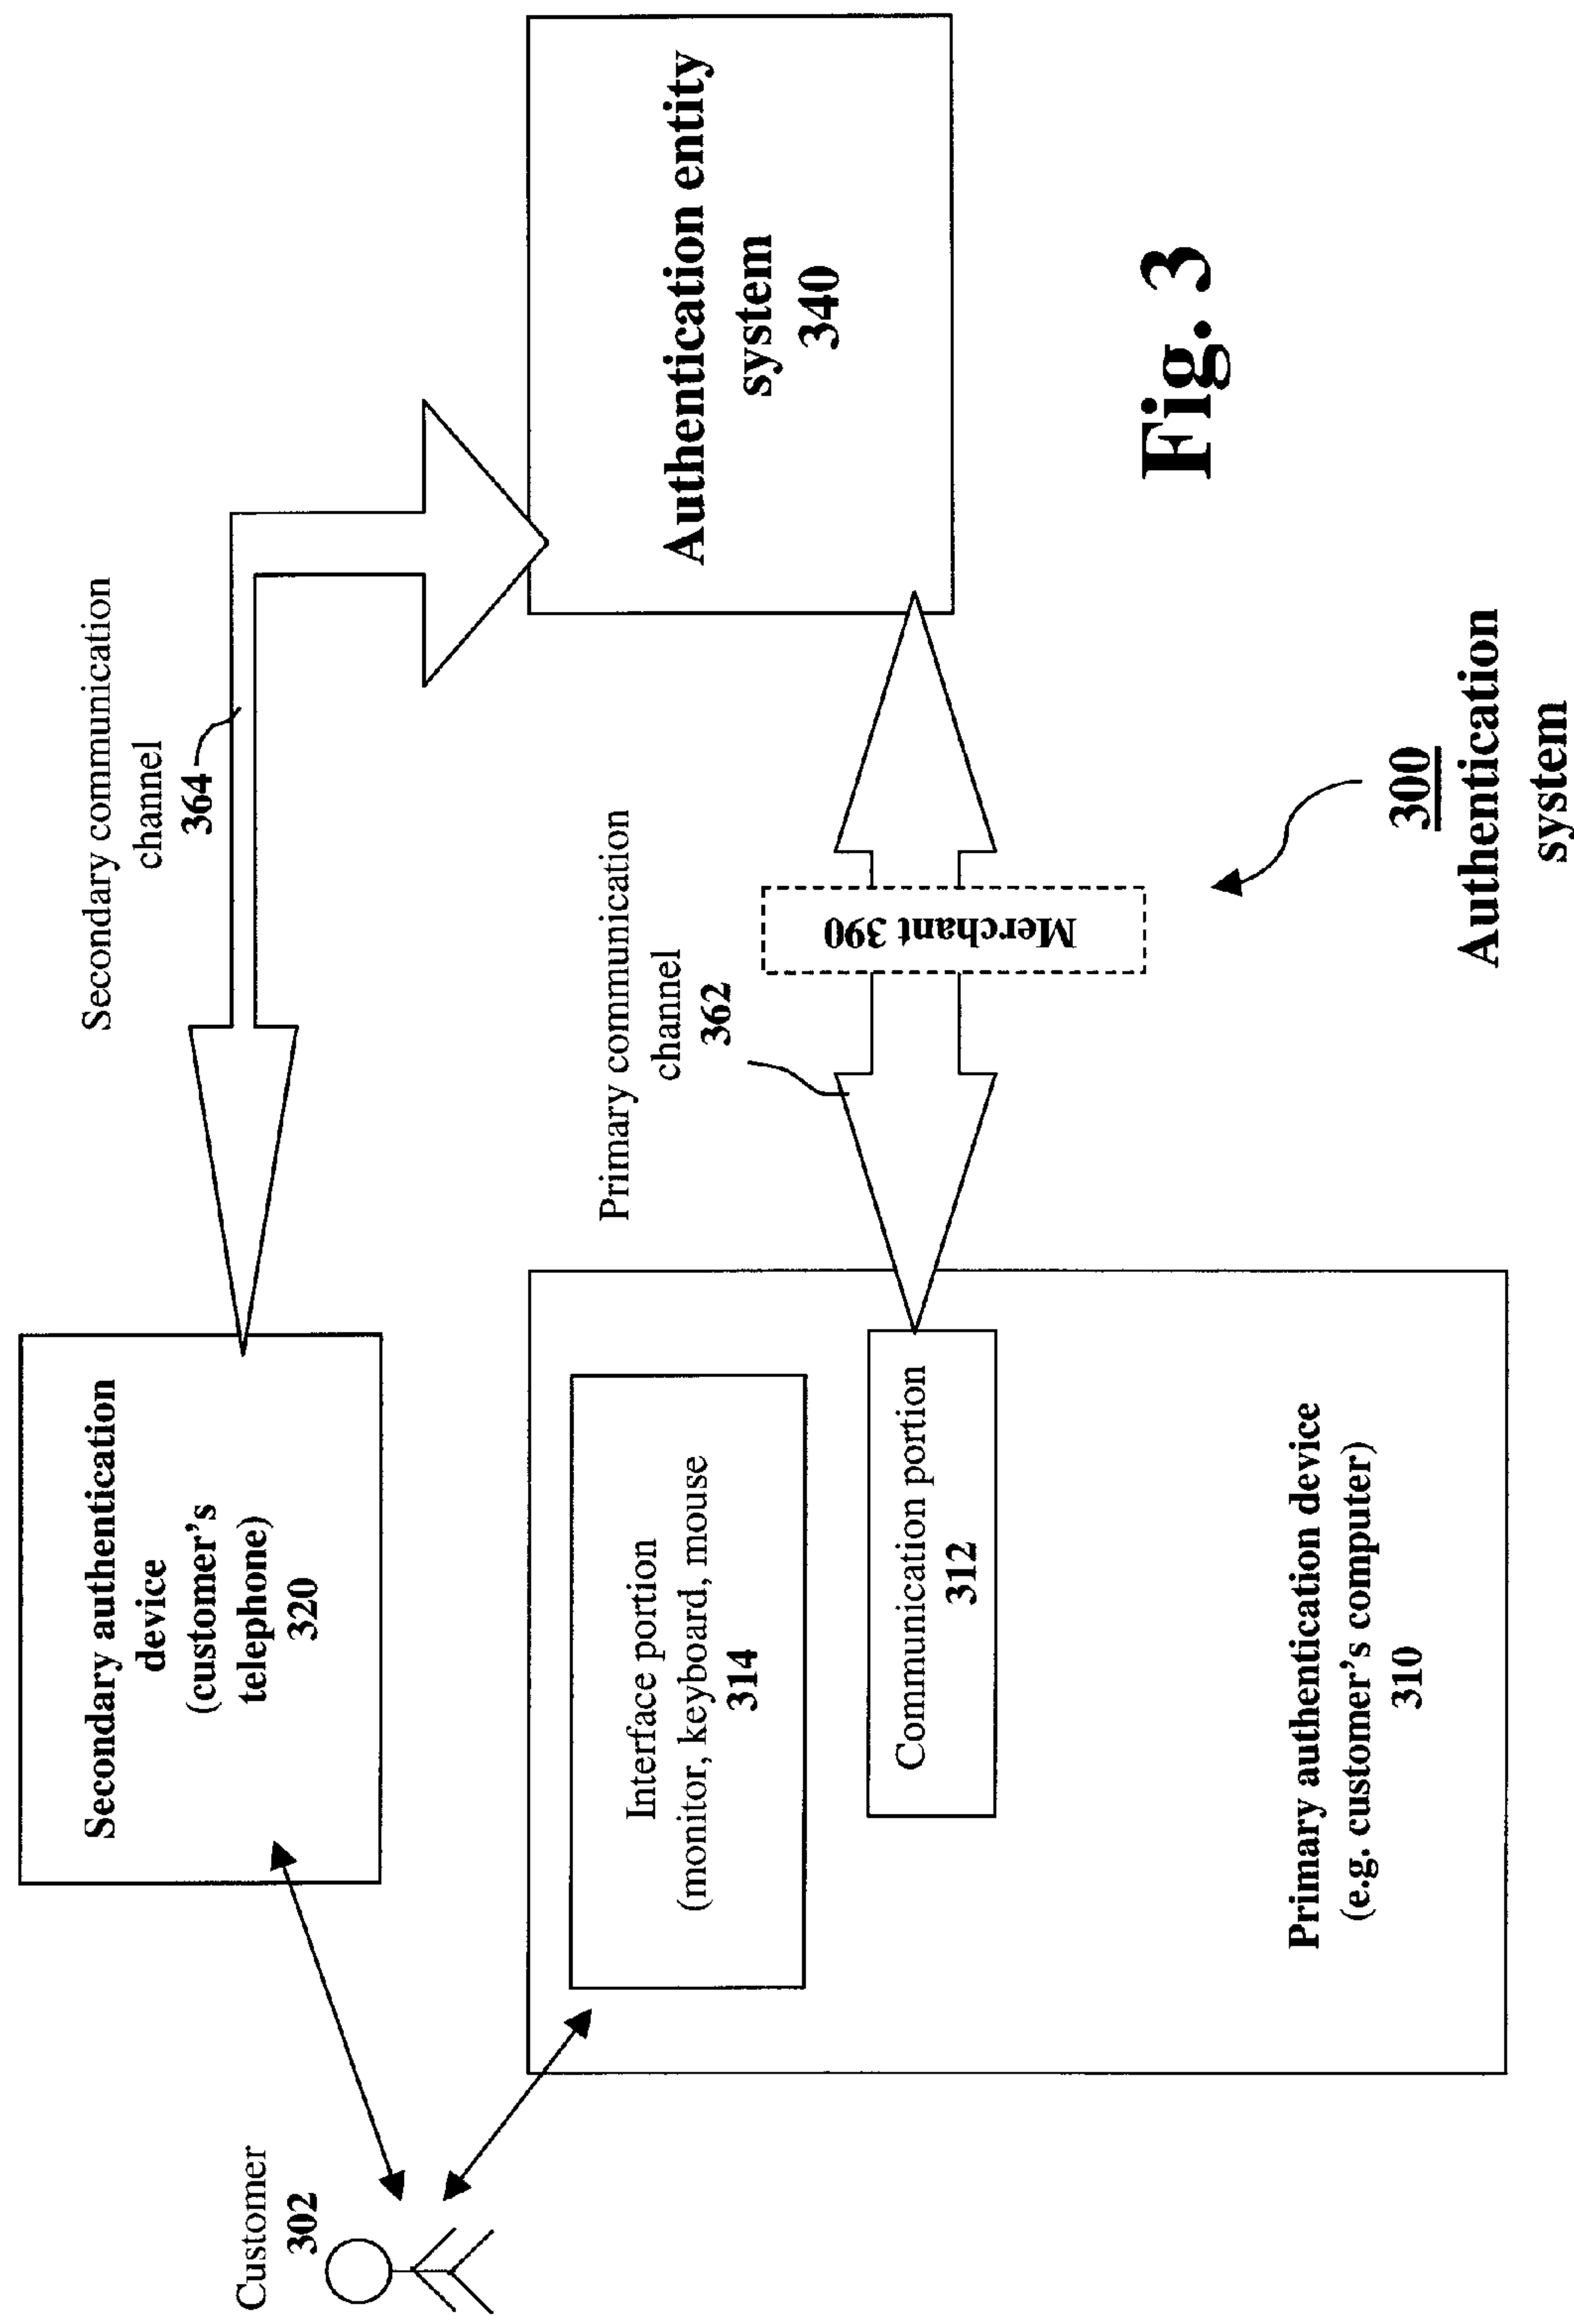 Secondary communication
channel
364
Secondary authentication
device
(customer's
telephone)
320
Customer
302
Authentication entity
system
340
Primary communication
channel
362
Merchant 390
Interface portion
(monitor, keyboard, mouse
314
Communication portion
312
Primary authentication device
(e.g. customer's computer)
310
300
Authentication
system
Fig. 3